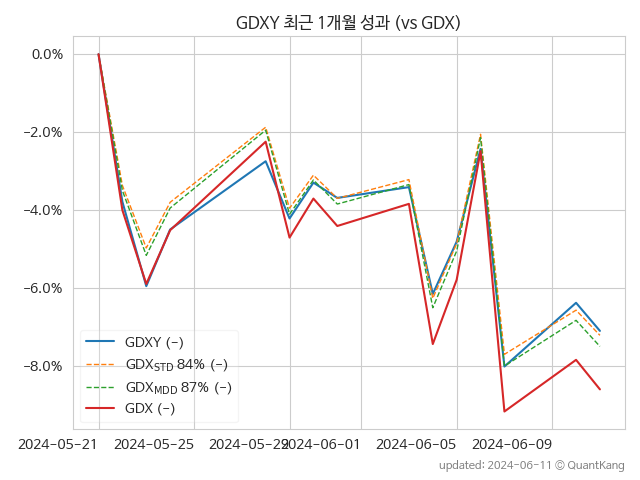 GDXY 최근 1개월 성과 (vs GDX)
0.0%
−2.0%
−4.0%
−6.0%
−8.0%
GDXY (−)
GDX_STD 84% (−)
GDX_MDD 87% (−)
GDX (−)
2024−05−21 2024−05−25 2024−05−29 2024−06−01 2024−06−05 2024−06−09
updated: 2024−06−11 © QuantKang